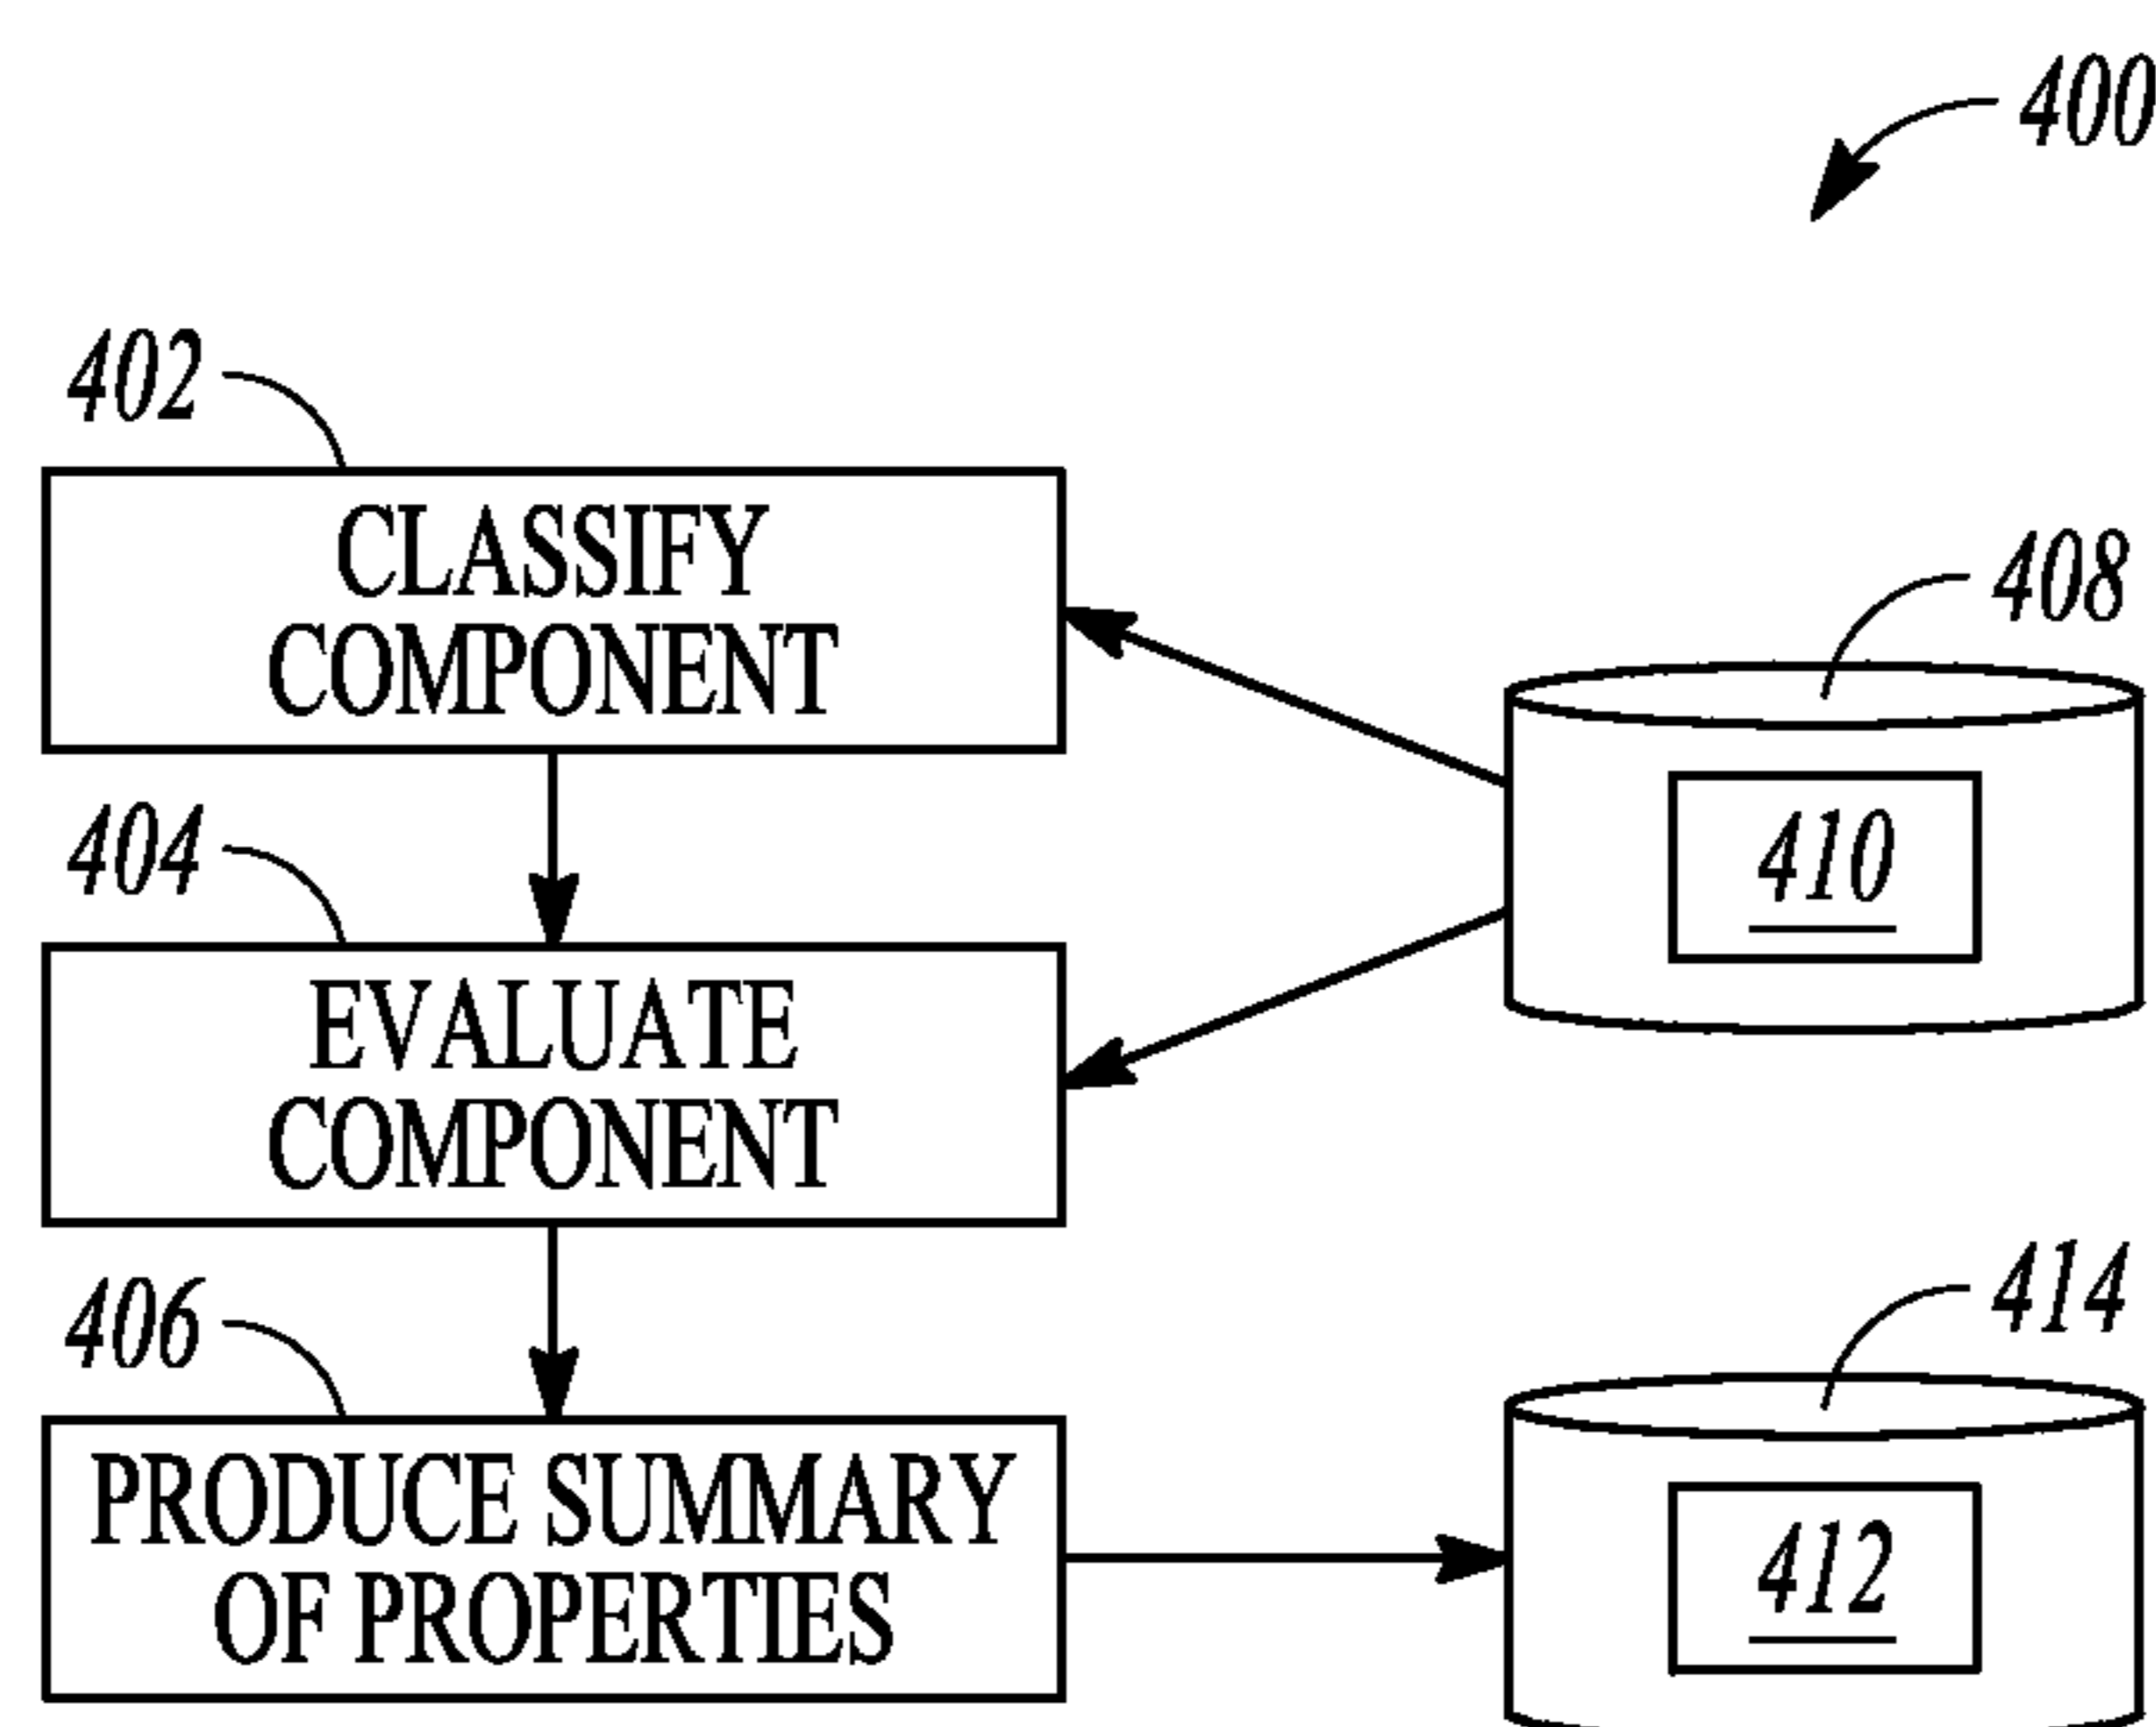 400
402
CLASSIFY
COMPONENT
408
404
410
EVALUATE
COMPONENT
406
414
PRODUCE SUMMARY
OF PROPERTIES
412